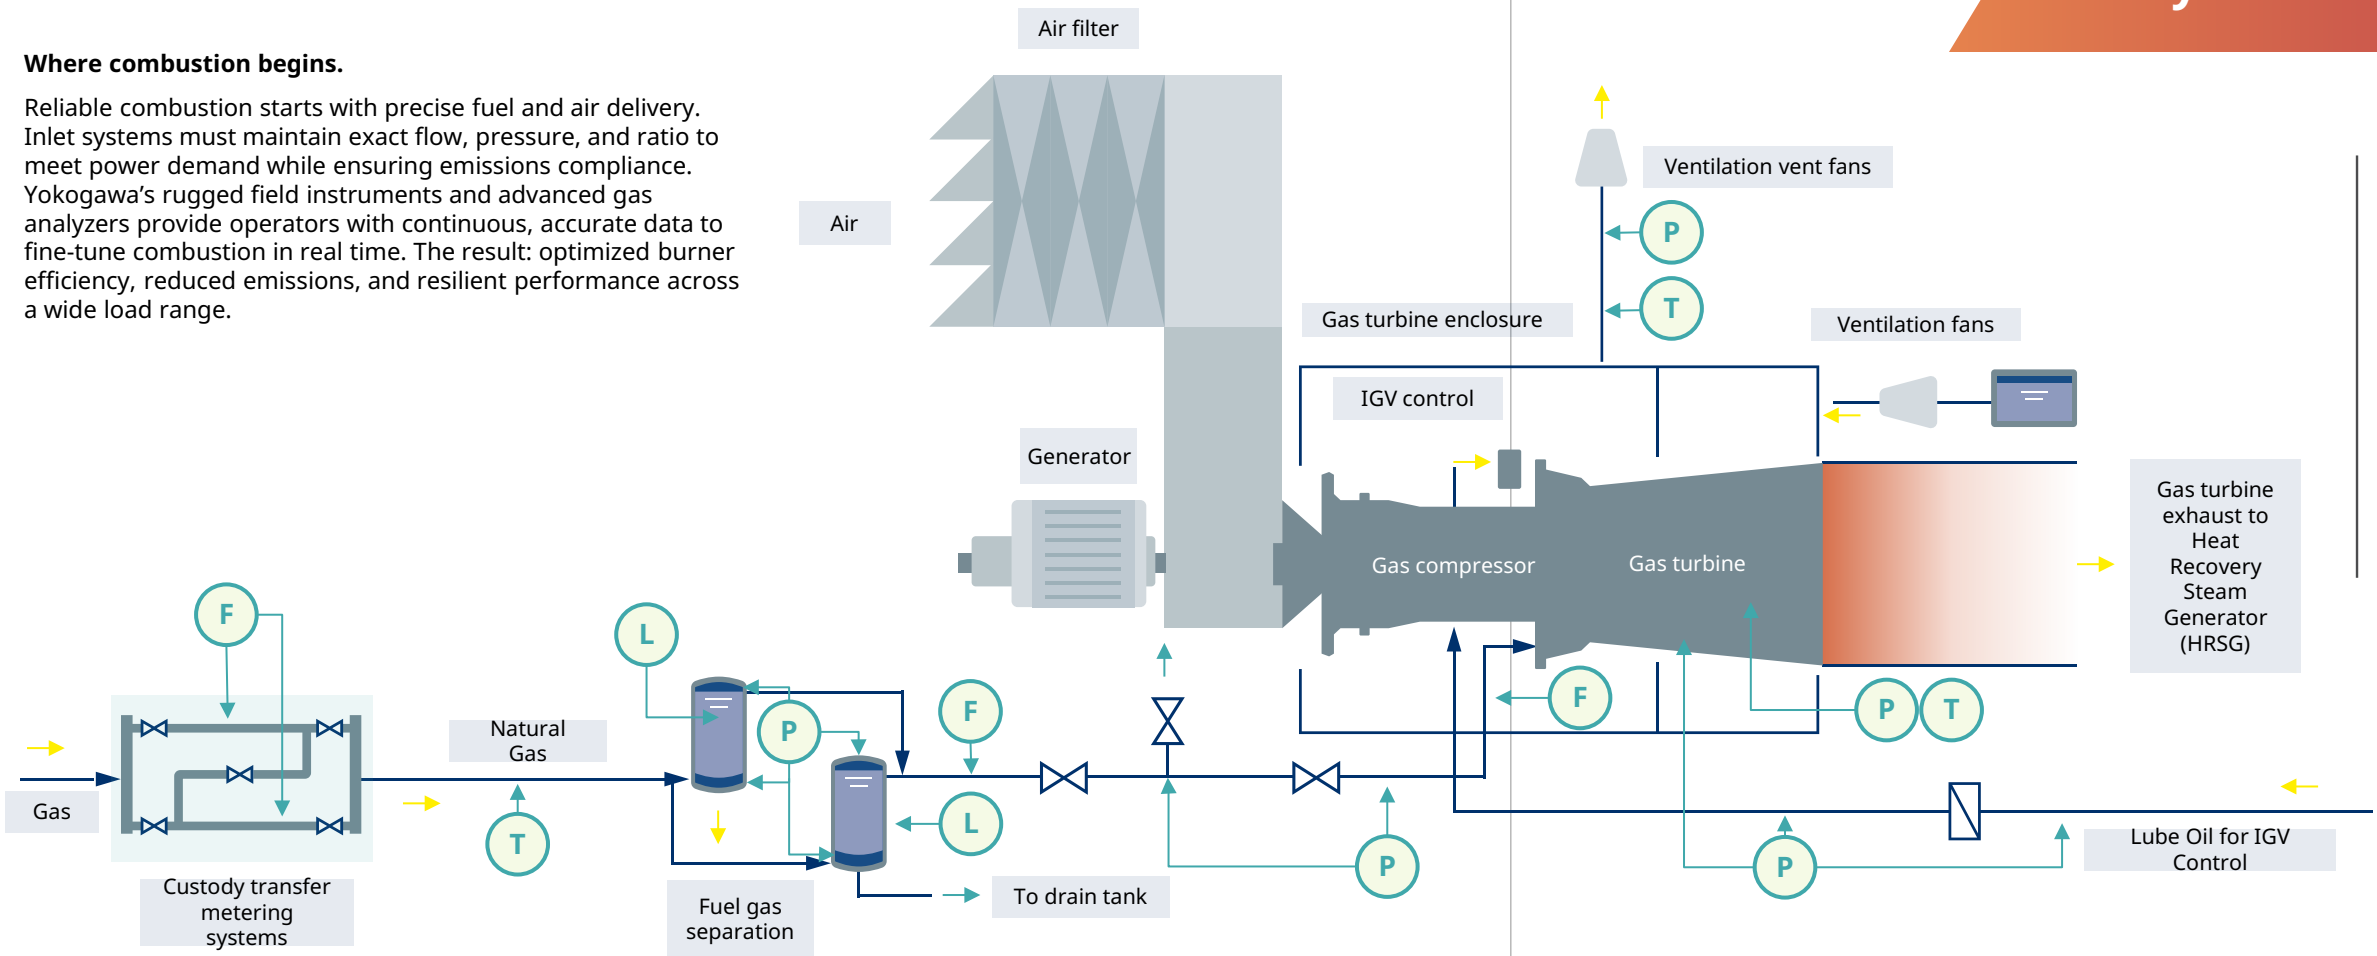 Where combustion begins.
Reliable combustion starts with precise fuel and air delivery.
Inlet systems must maintain exact flow, pressure, and ratio to
meet power demand while ensuring emissions compliance.
Yokogawa's rugged field instruments and advanced gas
analyzers provide operators with continuous, accurate data to
fine-tune combustion in real time. The result: optimized burner
efficiency, reduced emissions, and resilient performance across
a wide load range.
Air filter
Air
Ventilation vent fans
P
T
Gas turbine enclosure
Ventilation fans
IGV control
Generator
Gas compressor
Gas turbine
Gas turbine
exhaust to
Heat
Recovery
Steam
Generator
(HRSG)
F
L
Natural
Gas
P
F
F
P
T
Gas
T
L
P
P
Lube Oil for IGV
Control
Custody transfer
metering
systems
Fuel gas
separation
To drain tank